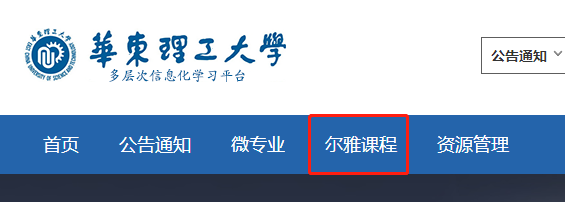 華東理工大學
多层次信息化学习平台
公告通知
首页 公告通知 微专业 尔雅课程 资源管理